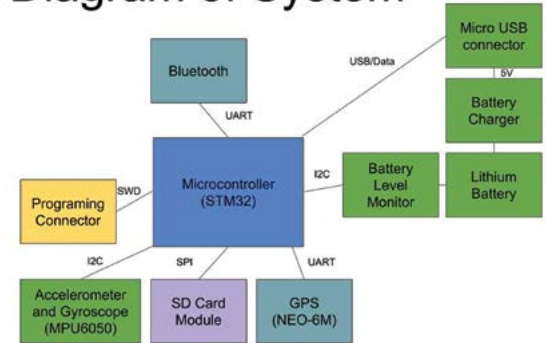 Diagram of System
Micro USB
connector
Bluetooth
USB/Data
5V
Battery
Charger
UART
Microcontroller
(STM32)
I2C
Battery
Level
Monitor
Lithium
Battery
SWD
Programing
Connector
I2C
SPI
UART
Accelerometer
and Gyroscope
(MPU6050)
SD Card
Module
GPS
(NEO-6M)